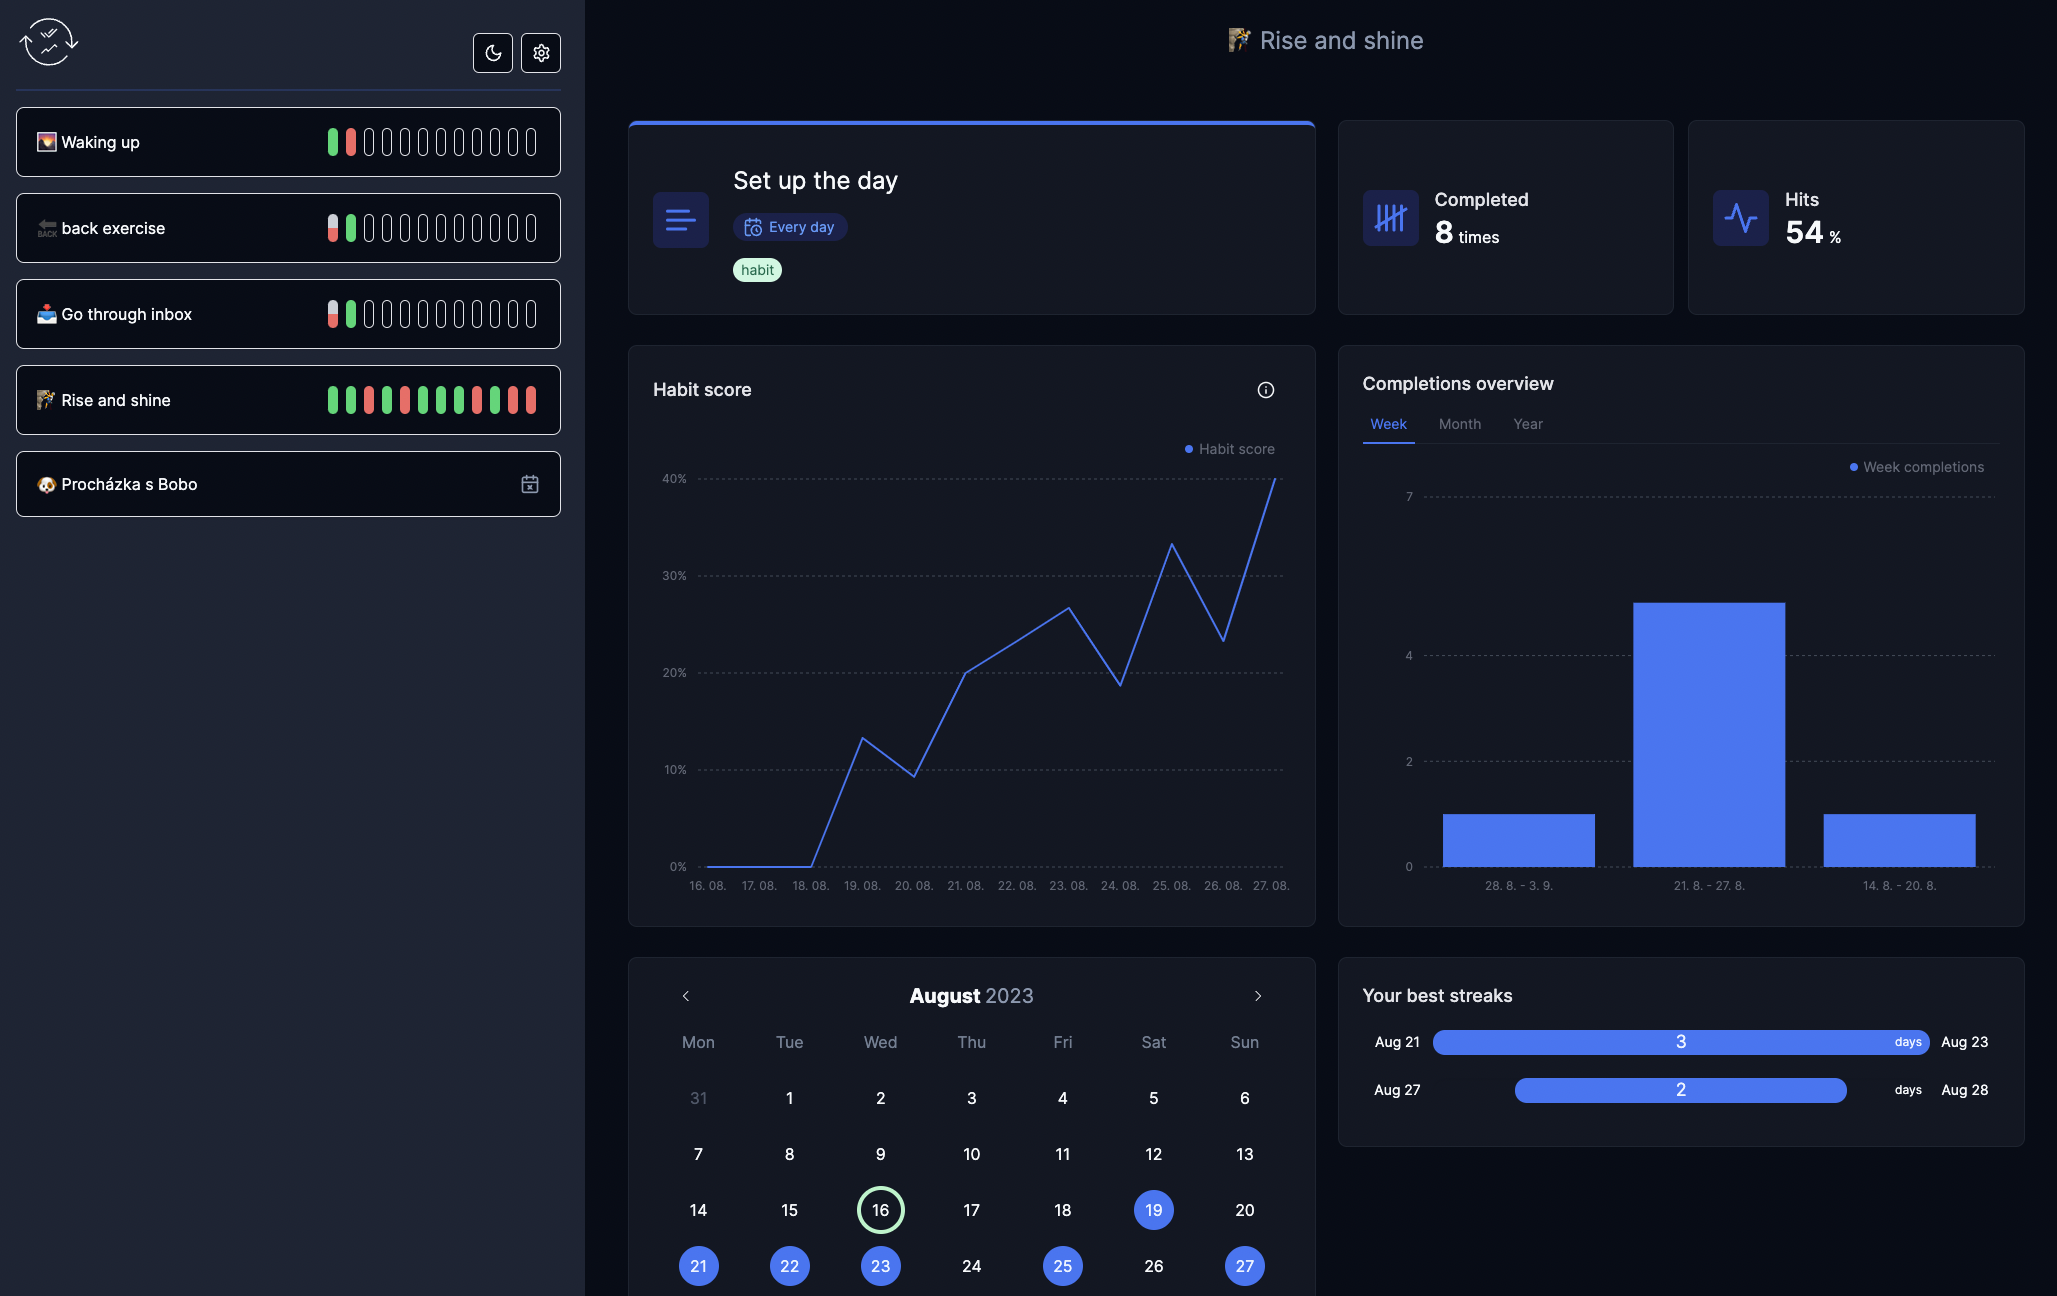 Waking up
BACK back exercise
Go through inbox
Rise and shine
Procházka s Bobo
Rise and shine
Set up the day
Every day
habit
Completed
8 times
Hits
54 %
Habit score
Habit score
40%
30%
20%
10%
0%
16. 08. 17. 08. 18. 08. 19. 08. 20. 08. 21. 08. 22. 08. 23. 08. 24. 08. 25. 08. 26. 08. 27. 08.
Completions overview
Week Month Year
Week completions
7
4
2
0
28. 8. - 3. 9. 21. 8. - 27. 8. 14. 8. - 20. 8.
August 2023
Mon Tue Wed Thu Fri Sat Sun
31 1 2 3 4 5 6
7 8 9 10 11 12 13
14 15 16 17 18 19 20
21 22 23 24 25 26 27
Your best streaks
Aug 21 3 days Aug 23
Aug 27 2 days Aug 28